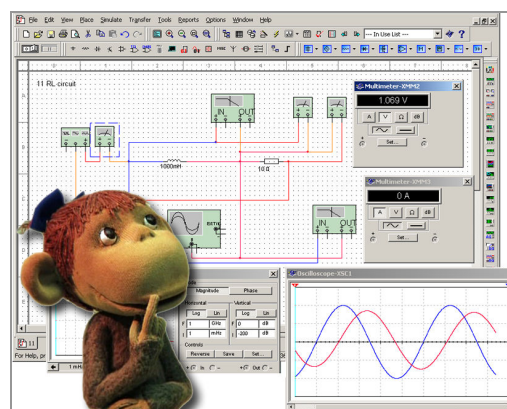 File Edit View Place Simulate Transfer Tools Reports Options Window Help
--- In Use List ---
11 RL circuit
Multimeter-XMM2
1.069 V
A V Ω dB
Set...
IN OUT
1000mH
10 Ω
Multimeter-XMM3
0 A
A V Ω dB
Set...
IN OUT
Oscilloscope-XSC1
Magnitude Phase
Horizontal Vertical
Log Lin Log Lin
F 1 GHz F 0 dB
I 1 mHz I -200 dB
Controls
Reverse Save Set...
+ In - + Out -
11
For Help, pr
1 m